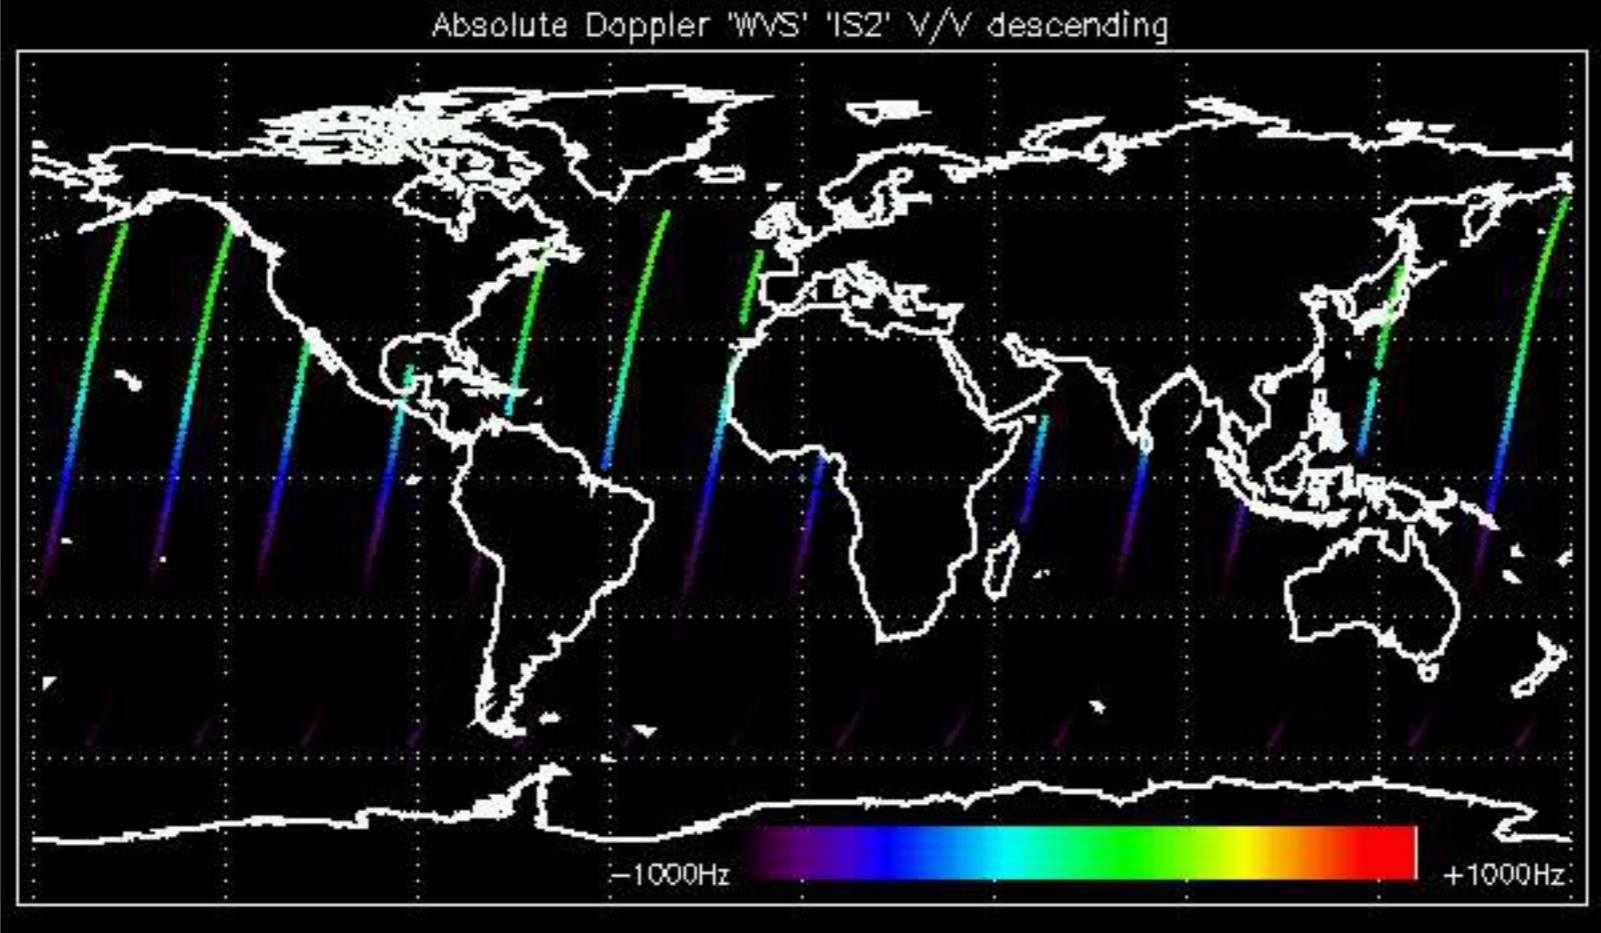 Absolute Doppler 'WVS' 'IS2' V/V descending
−1000Hz
+1000Hz